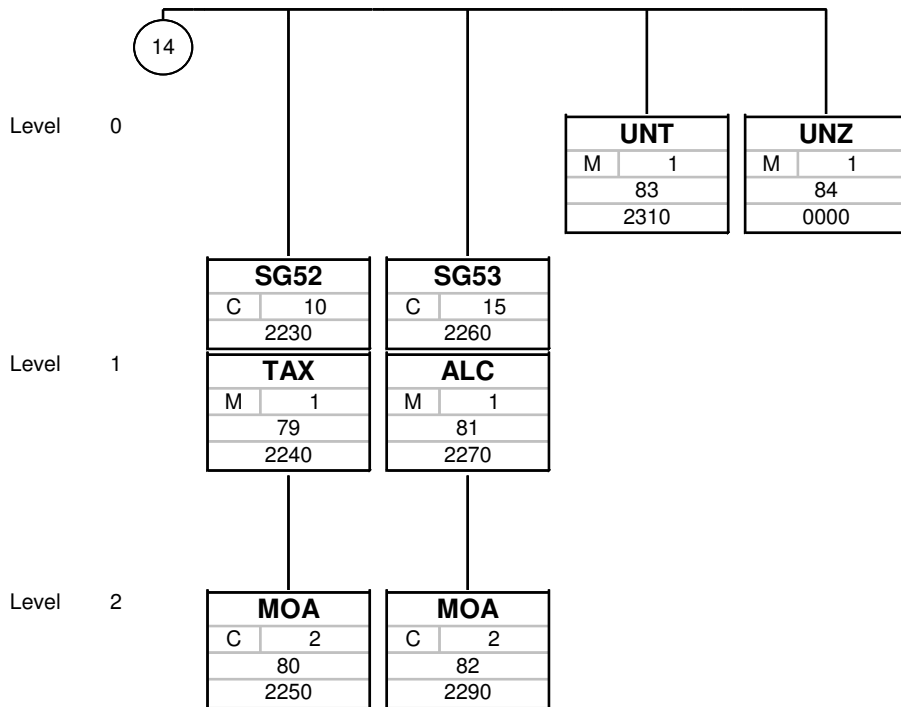 14
Level 0
UNT UNZ
M 1 M 1
83 84
2310 0000
SG52 SG53
C 10 C 15
2230 2260
Level 1
TAX ALC
M 1 M 1
79 81
2240 2270
Level 2
MOA MOA
C 2 C 2
80 82
2250 2290